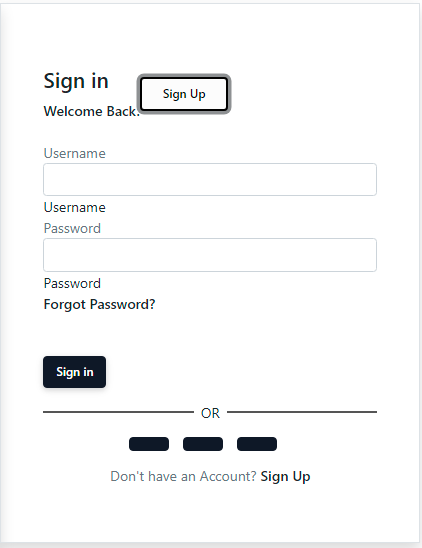 Sign in
Sign Up
Welcome Back.
Username
Username
Password
Password
Forgot Password?
Sign in
OR
Don't have an Account? Sign Up